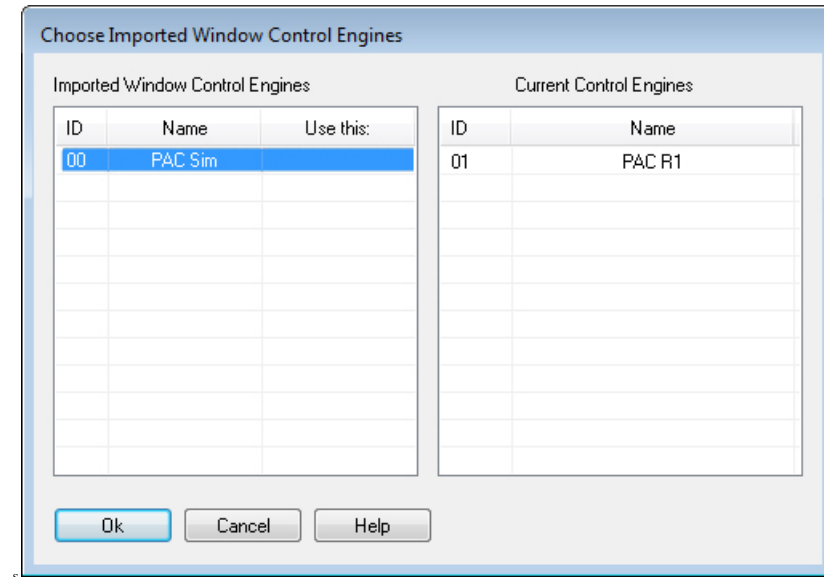 Choose Imported Window Control Engines
Imported Window Control Engines Current Control Engines
ID Name Use this: ID Name
00 PAC Sim 01 PAC R1
Ok Cancel Help